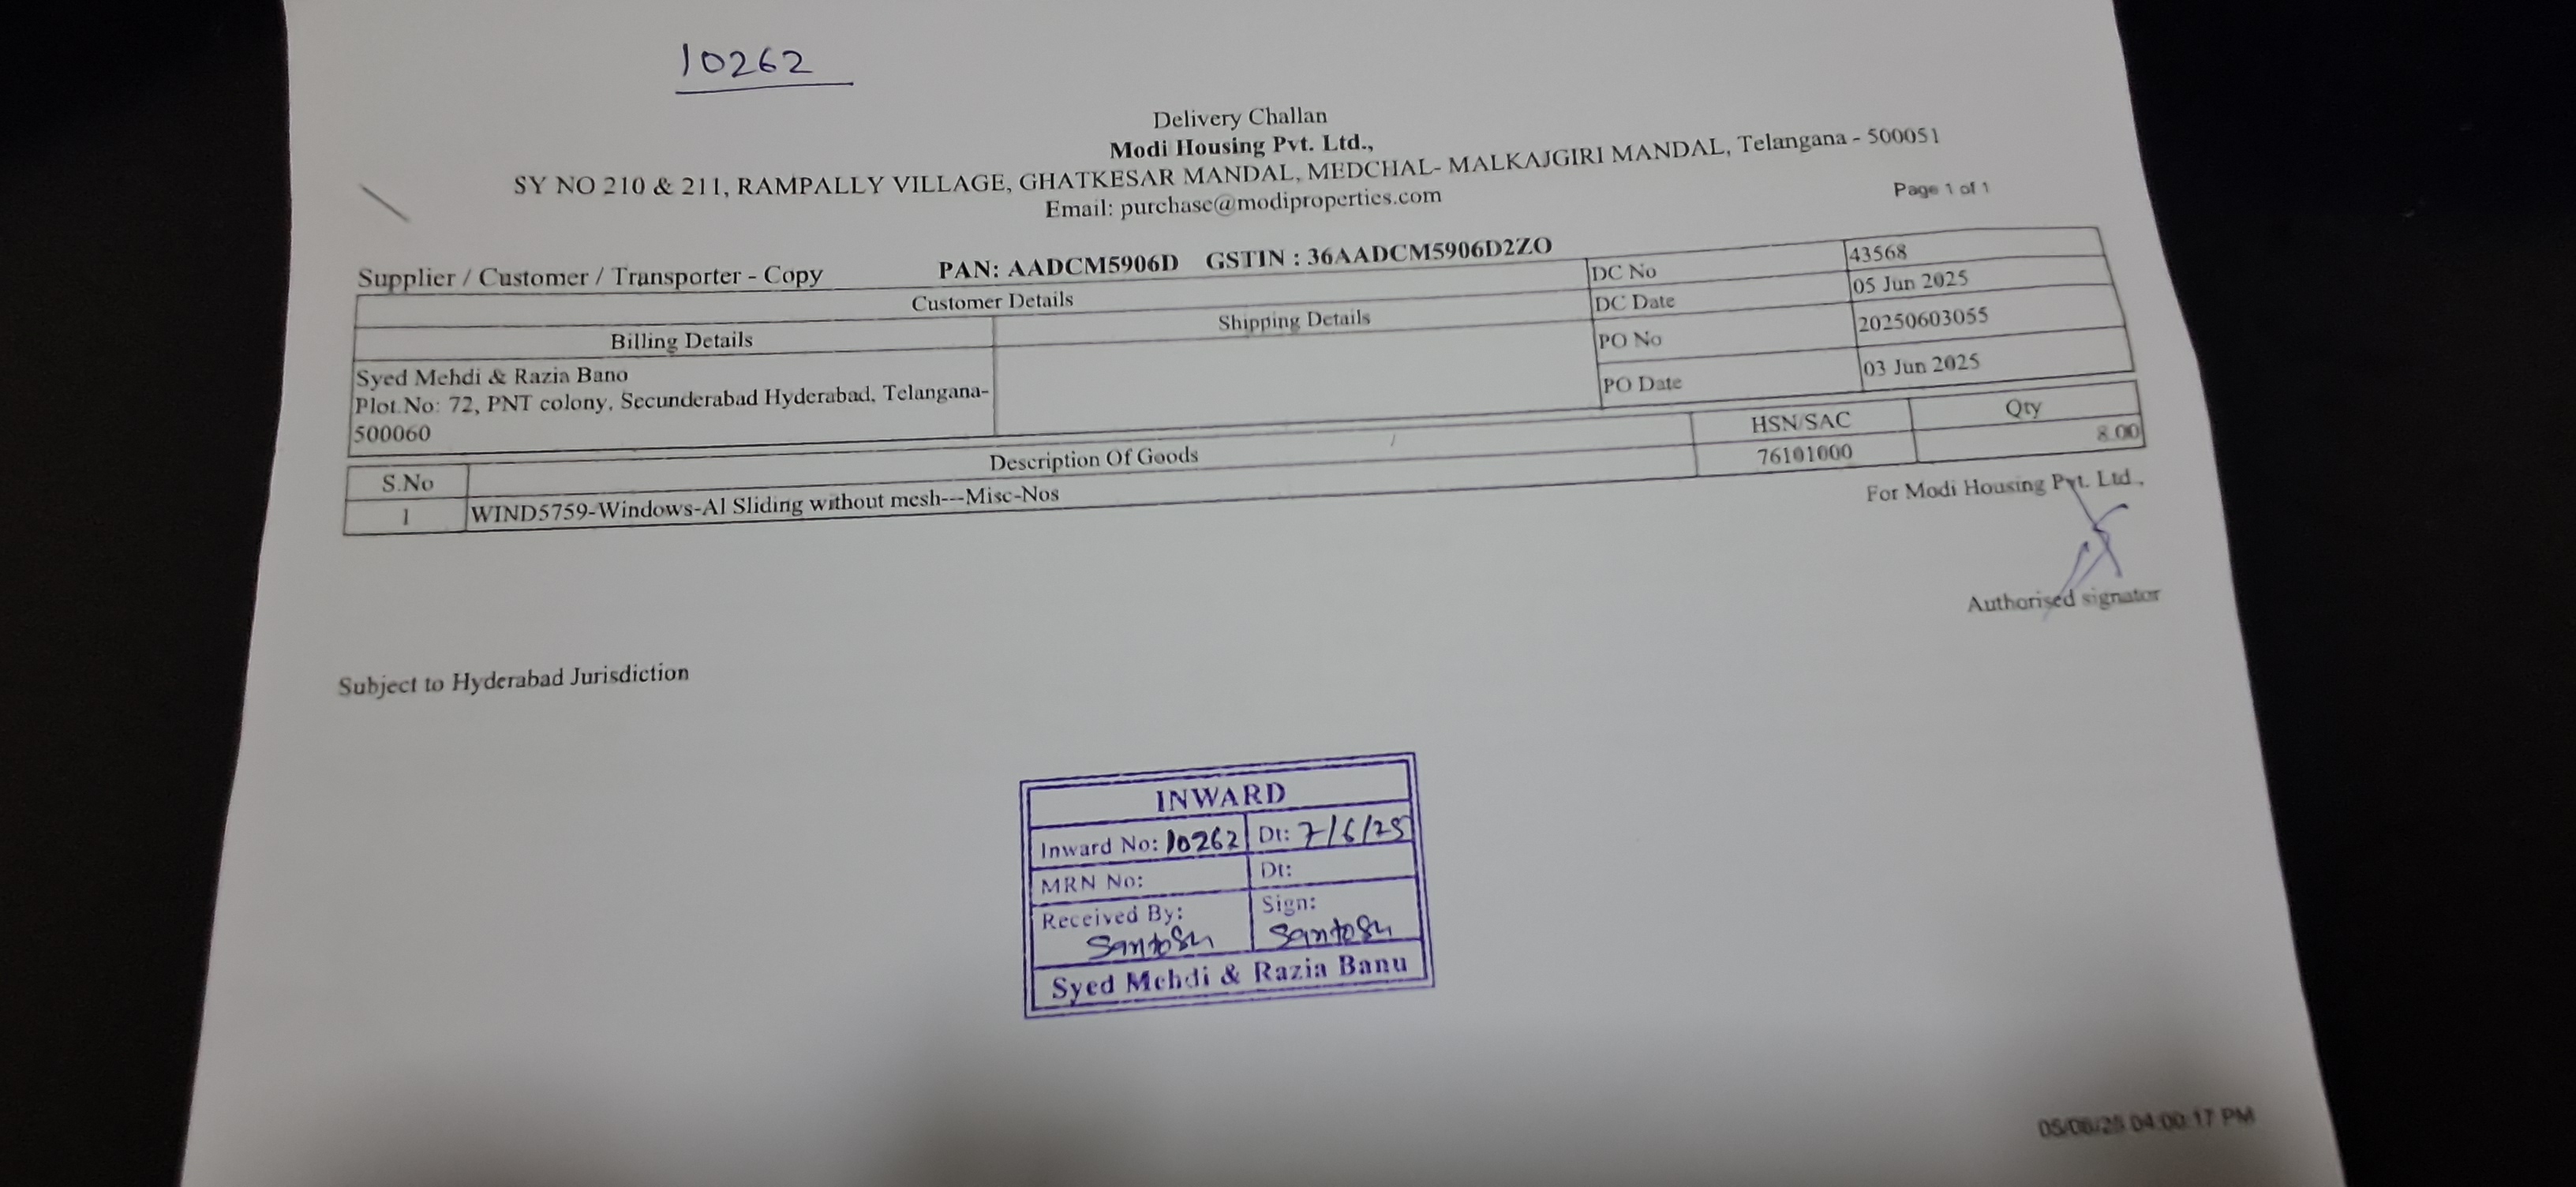 10262
Delivery Challan
Modi Housing Pvt. Ltd.,
SY NO 210 & 211, RAMPALLY VILLAGE, GHATKESAR MANDAL, MEDCHAL- MALKAJGIRI MANDAL, Telangana - 500051
Email: purchase@modiproperties.com
Page 1 of 1
Supplier / Customer / Transporter - Copy
PAN: AADCM5906D GSTIN : 36AADCM5906D2ZO
Customer Details
Billing Details
Shipping Details
Syed Mehdi & Razia Bano
Plot.No: 72, PNT colony, Secunderabad Hyderabad, Telangana-
500060
DC No 43568
DC Date 05 Jun 2025
PO No 20250603055
PO Date 03 Jun 2025
S.No Description Of Goods HSN/SAC Qty
1 WIND5759-Windows-Al Sliding without mesh---Misc-Nos 76101000 8.00
For Modi Housing Pvt. Ltd.,
Authorised signator
Subject to Hyderabad Jurisdiction
INWARD
Inward No: 10262 Dt: 7/6/25
MRN No: Dt:
Received By: Sign:
Santosh Santosh
Syed Mehdi & Razia Banu
05/06/25 04:00:17 PM